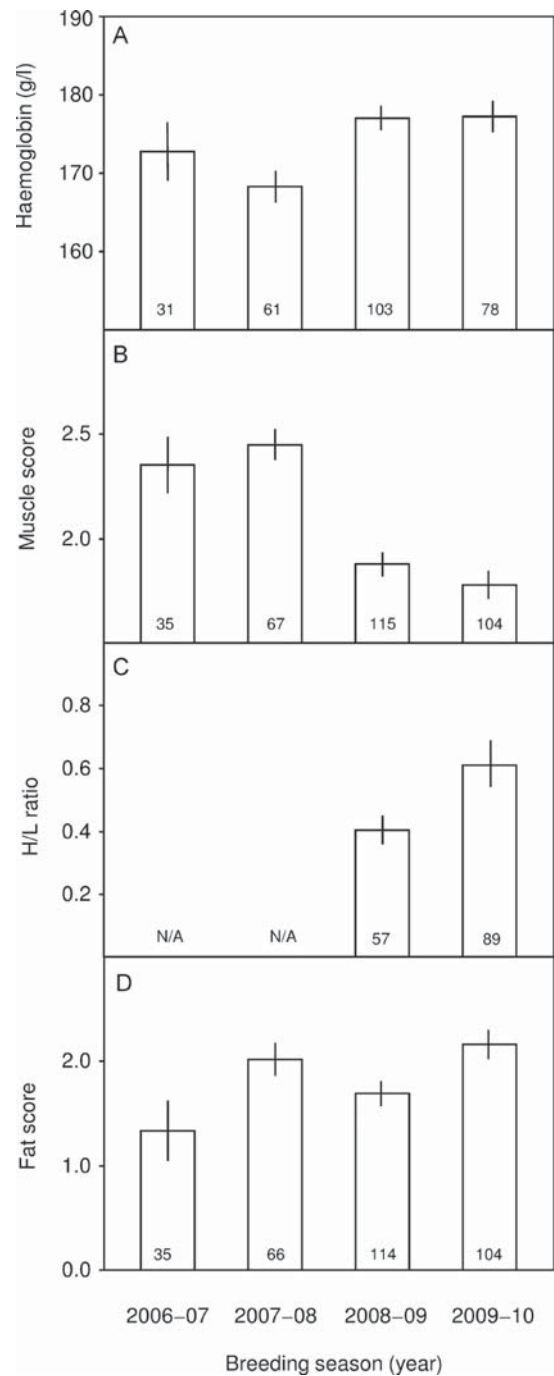 A
Haemoglobin (g/l)
190
180
170
160
31 61 103 78
B
Muscle score
2.5
2.0
35 67 115 104
C
H/L ratio
0.8
0.6
0.4
0.2
N/A N/A 57 89
D
Fat score
2.0
1.0
0.0
35 66 114 104
2006–07 2007–08 2008–09 2009–10
Breeding season (year)